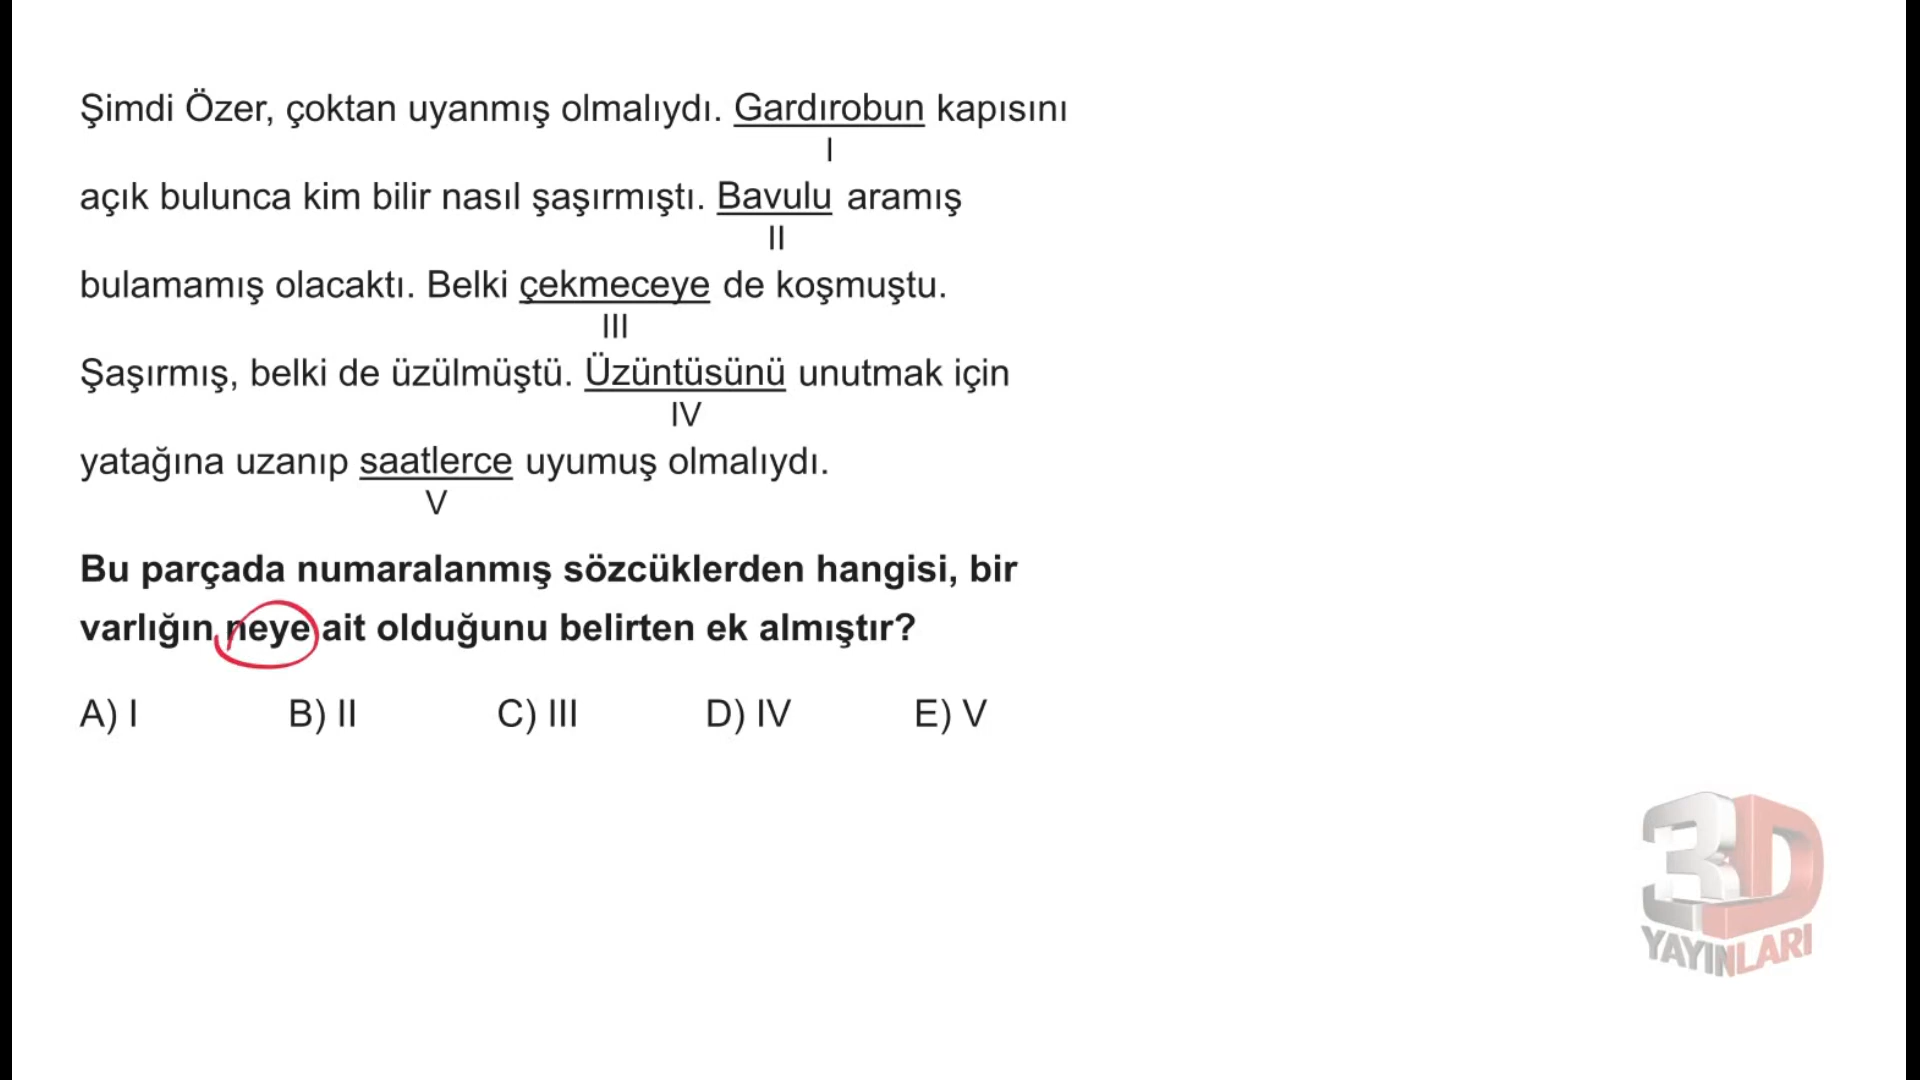 Şimdi Özer, çoktan uyanmış olmalıydı. Gardırobun kapısını
I
açık bulunca kim bilir nasıl şaşırmıştı. Bavulu aramış
II
bulamamış olacaktı. Belki çekmeceye de koşmuştu.
III
Şaşırmış, belki de üzülmüştü. Üzüntüsünü unutmak için
IV
yatağına uzanıp saatlerce uyumuş olmalıydı.
V
Bu parçada numaralanmış sözcüklerden hangisi, bir
varlığın neye ait olduğunu belirten ek almıştır?
A) I B) II C) III D) IV E) V
3D
YAYINLARI